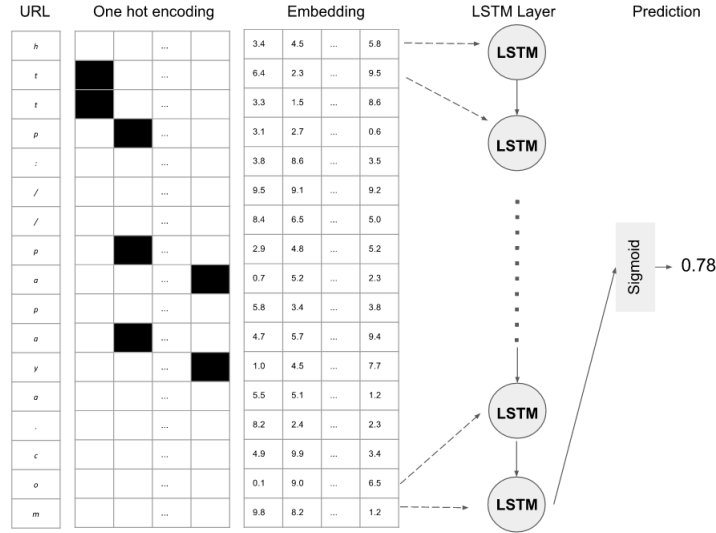 URL One hot encoding Embedding LSTM Layer Prediction
h ... 3.4 4.5 ... 5.8 LSTM
t ... 6.4 2.3 ... 9.5
t ... 3.3 1.5 ... 8.6
p ... 3.1 2.7 ... 0.6 LSTM
: ... 3.8 8.6 ... 3.5
/ ... 9.5 9.1 ... 9.2
/ ... 8.4 6.5 ... 5.0
p ... 2.9 4.8 ... 5.2
a ... 0.7 5.2 ... 2.3 Sigmoid 0.78
p ... 5.8 3.4 ... 3.8
a ... 4.7 5.7 ... 9.4
y ... 1.0 4.5 ... 7.7
a ... 5.5 5.1 ... 1.2 LSTM
. ... 8.2 2.4 ... 2.3
c ... 4.9 9.9 ... 3.4
o ... 0.1 9.0 ... 6.5
m ... 9.8 8.2 ... 1.2 LSTM